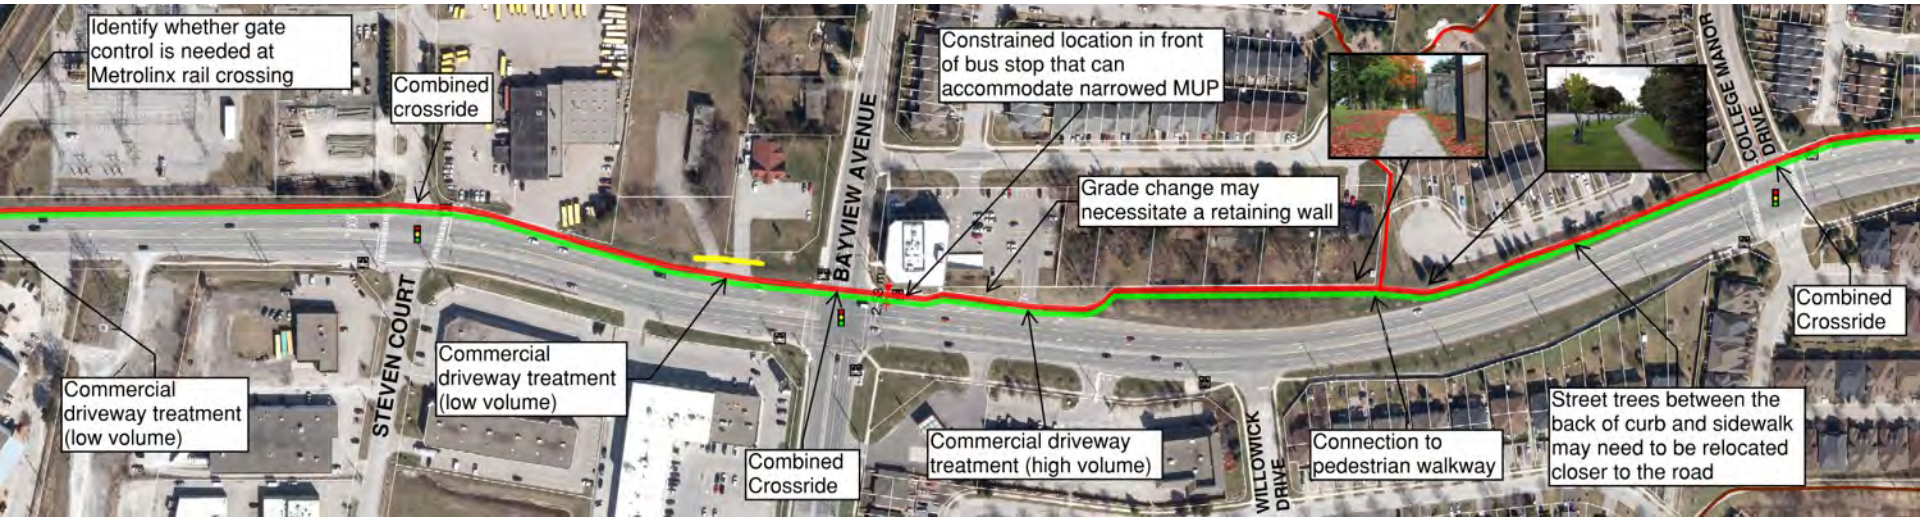 Identify whether gate
control is needed at
Metrolinx rail crossing
Combined
crossride
Constrained location in front
of bus stop that can
accommodate narrowed MUP
Grade change may
necessitate a retaining wall
BAYVIEW AVENUE
COLLEGE MANOR
DRIVE
STEVEN COURT
WILLOWICK
DRIVE
Commercial
driveway treatment
(low volume)
Commercial
driveway treatment
(low volume)
Combined
Crossride
Commercial driveway
treatment (high volume)
Connection to
pedestrian walkway
Street trees between the
back of curb and sidewalk
may need to be relocated
closer to the road
Combined
Crossride